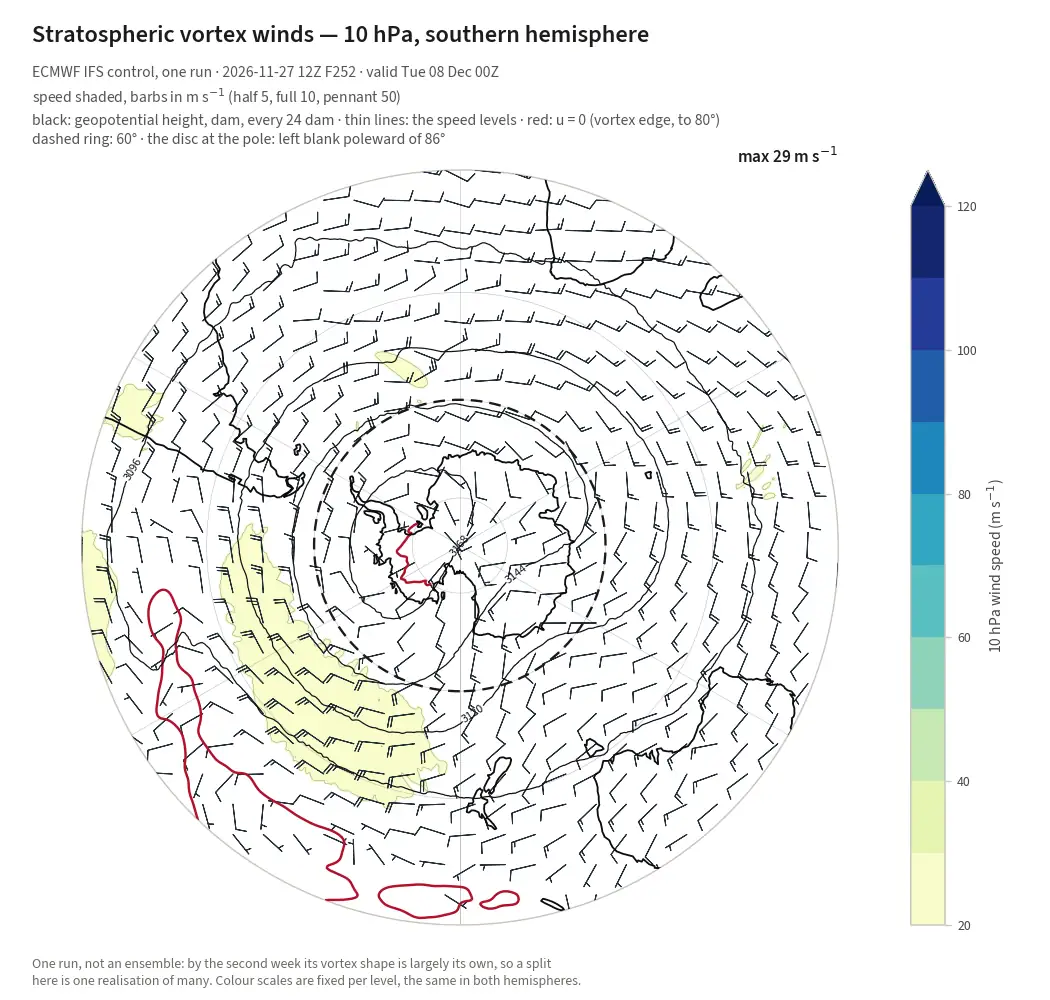 Stratospheric vortex winds — 10 hPa, southern hemisphere
ECMWF IFS control, one run · 2026-11-27 12Z F252 · valid Tue 08 Dec 00Z
speed shaded, barbs in m s⁻¹ (half 5, full 10, pennant 50)
black: geopotential height, dam, every 24 dam · thin lines: the speed levels · red: u = 0 (vortex edge, to 80°)
dashed ring: 60° · the disc at the pole: left blank poleward of 86°
max 29 m s⁻¹
120
100
80
60
40
20
10 hPa wind speed (m s⁻¹)
3096
3144
One run, not an ensemble: by the second week its vortex shape is largely its own, so a split
here is one realisation of many. Colour scales are fixed per level, the same in both hemispheres.